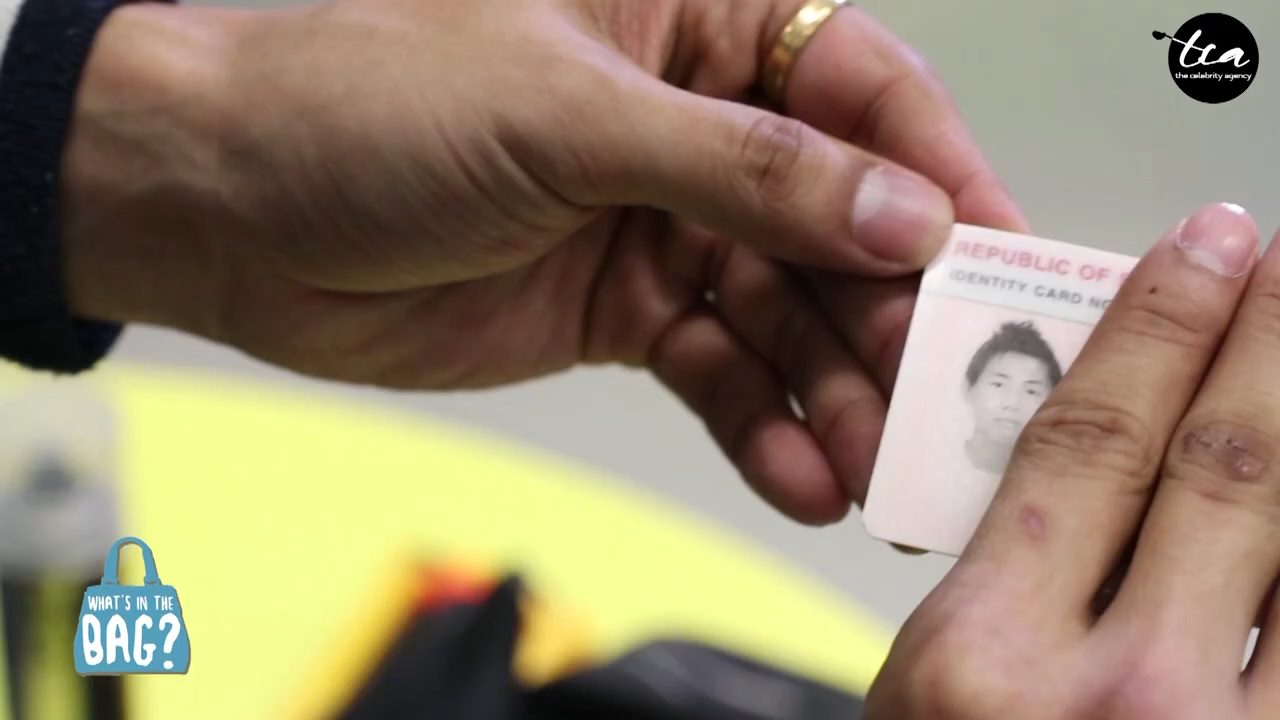 tca
the celebrity agency
REPUBLIC OF
IDENTITY CARD NO
WHAT'S IN THE
BAG?